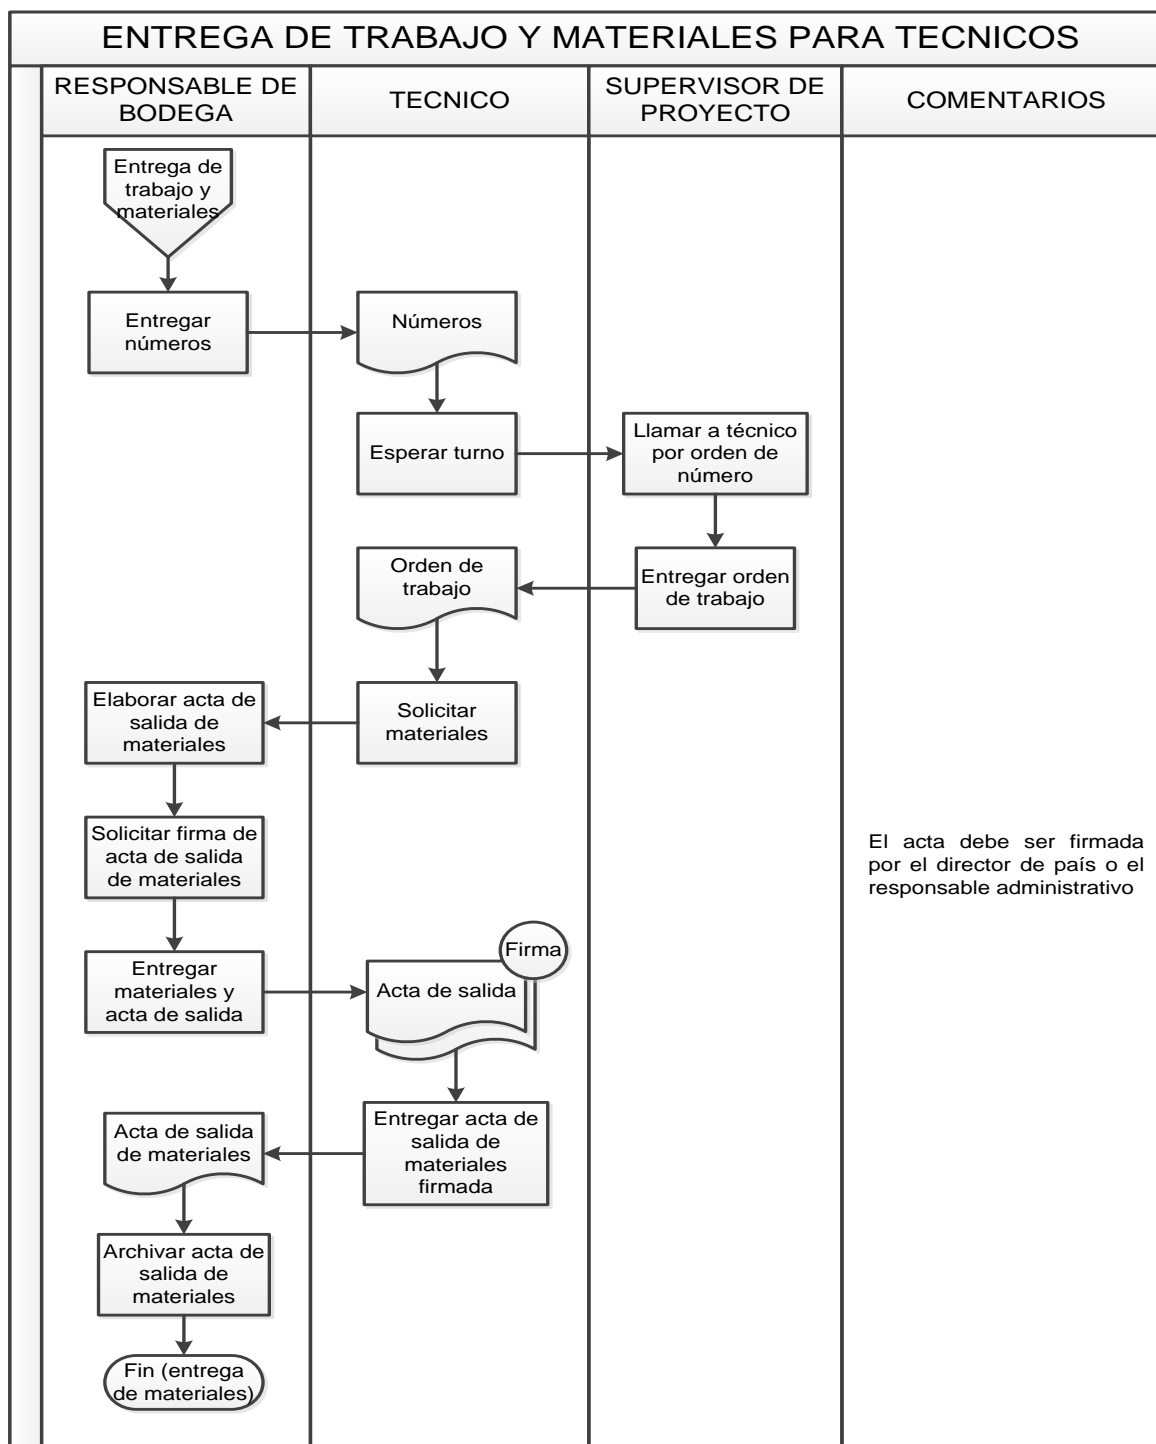 ENTREGA DE TRABAJO Y MATERIALES PARA TECNICOS
RESPONSABLE DE
BODEGA
TECNICO
SUPERVISOR DE
PROYECTO
COMENTARIOS
Entrega de
trabajo y
materiales
Entregar
números
Números
Esperar turno
Llamar a técnico
por orden de
número
Entregar orden
de trabajo
Orden de
trabajo
Solicitar
materiales
Elaborar acta de
salida de
materiales
Solicitar firma de
acta de salida
de materiales
El acta debe ser firmada
por el director de país o el
responsable administrativo
Entregar
materiales y
acta de salida
Firma
Acta de salida
Entregar acta de
salida de
materiales
firmada
Acta de salida
de materiales
Archivar acta de
salida de
materiales
Fin (entrega
de materiales)